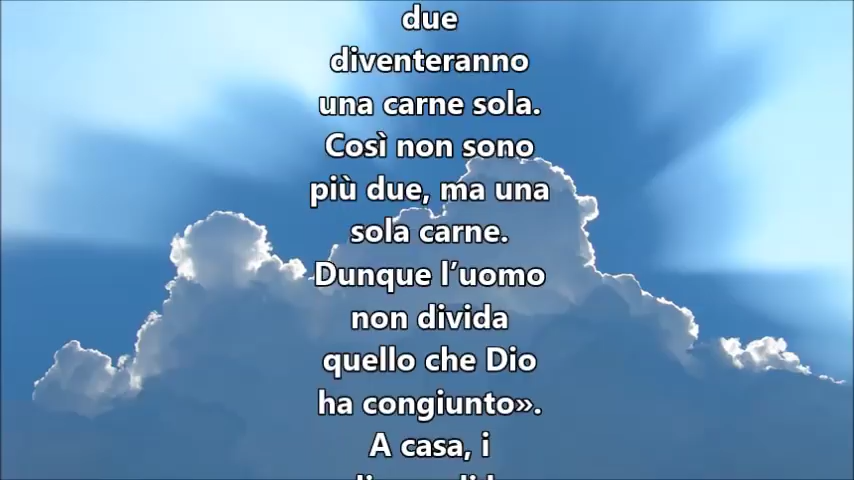 due
diventeranno
una carne sola.
Così non sono
più due, ma una
sola carne.
Dunque l’uomo
non divida
quello che Dio
ha congiunto».
A casa, i